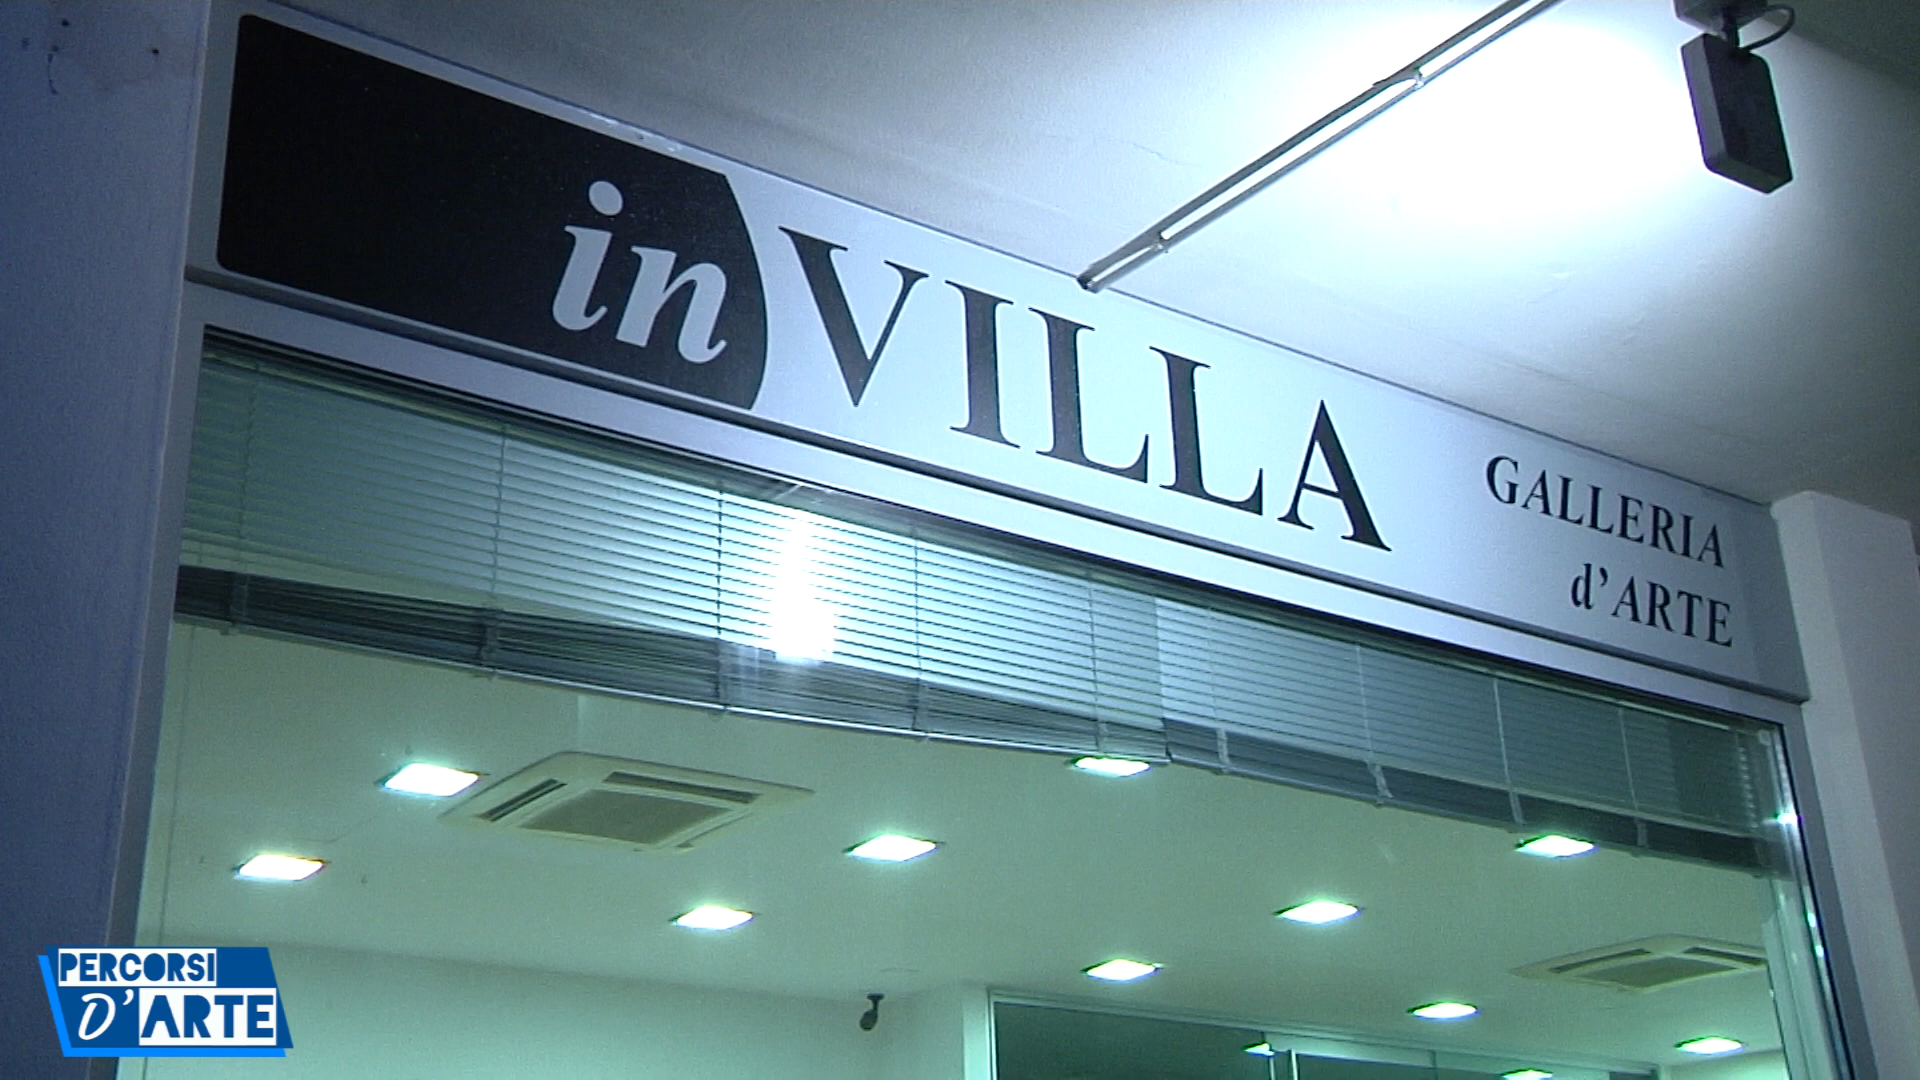 in VILLA
GALLERIA
d'ARTE
PERCORSI
D'ARTE